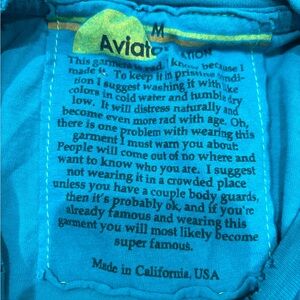 M
Aviator NATION
This garment is rad. I know because I
made it. To keep it in pristine condi-
tion I suggest washing it with like
colors in cold water and tumble dry
low. It will distress naturally and
become even more rad with age. Oh,
there is one problem with wearing this
garment I must warn you about:
People will come out of no where and
want to know who you are. I suggest
not wearing it in a crowded place
unless you have a couple body guards,
then it's probably ok, and if you're
already famous and wearing this
garment you will most likely become
super famous.
Made in California, USA